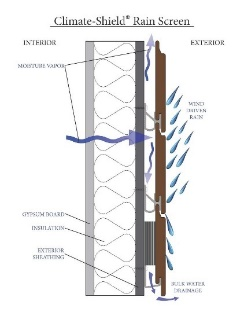 Climate-Shield® Rain Screen
INTERIOR
EXTERIOR
MOISTURE VAPOR
WIND
DRIVEN
RAIN
GYPSUM BOARD
INSULATION
EXTERIOR
SHEATHING
BULK WATER
DRAINAGE